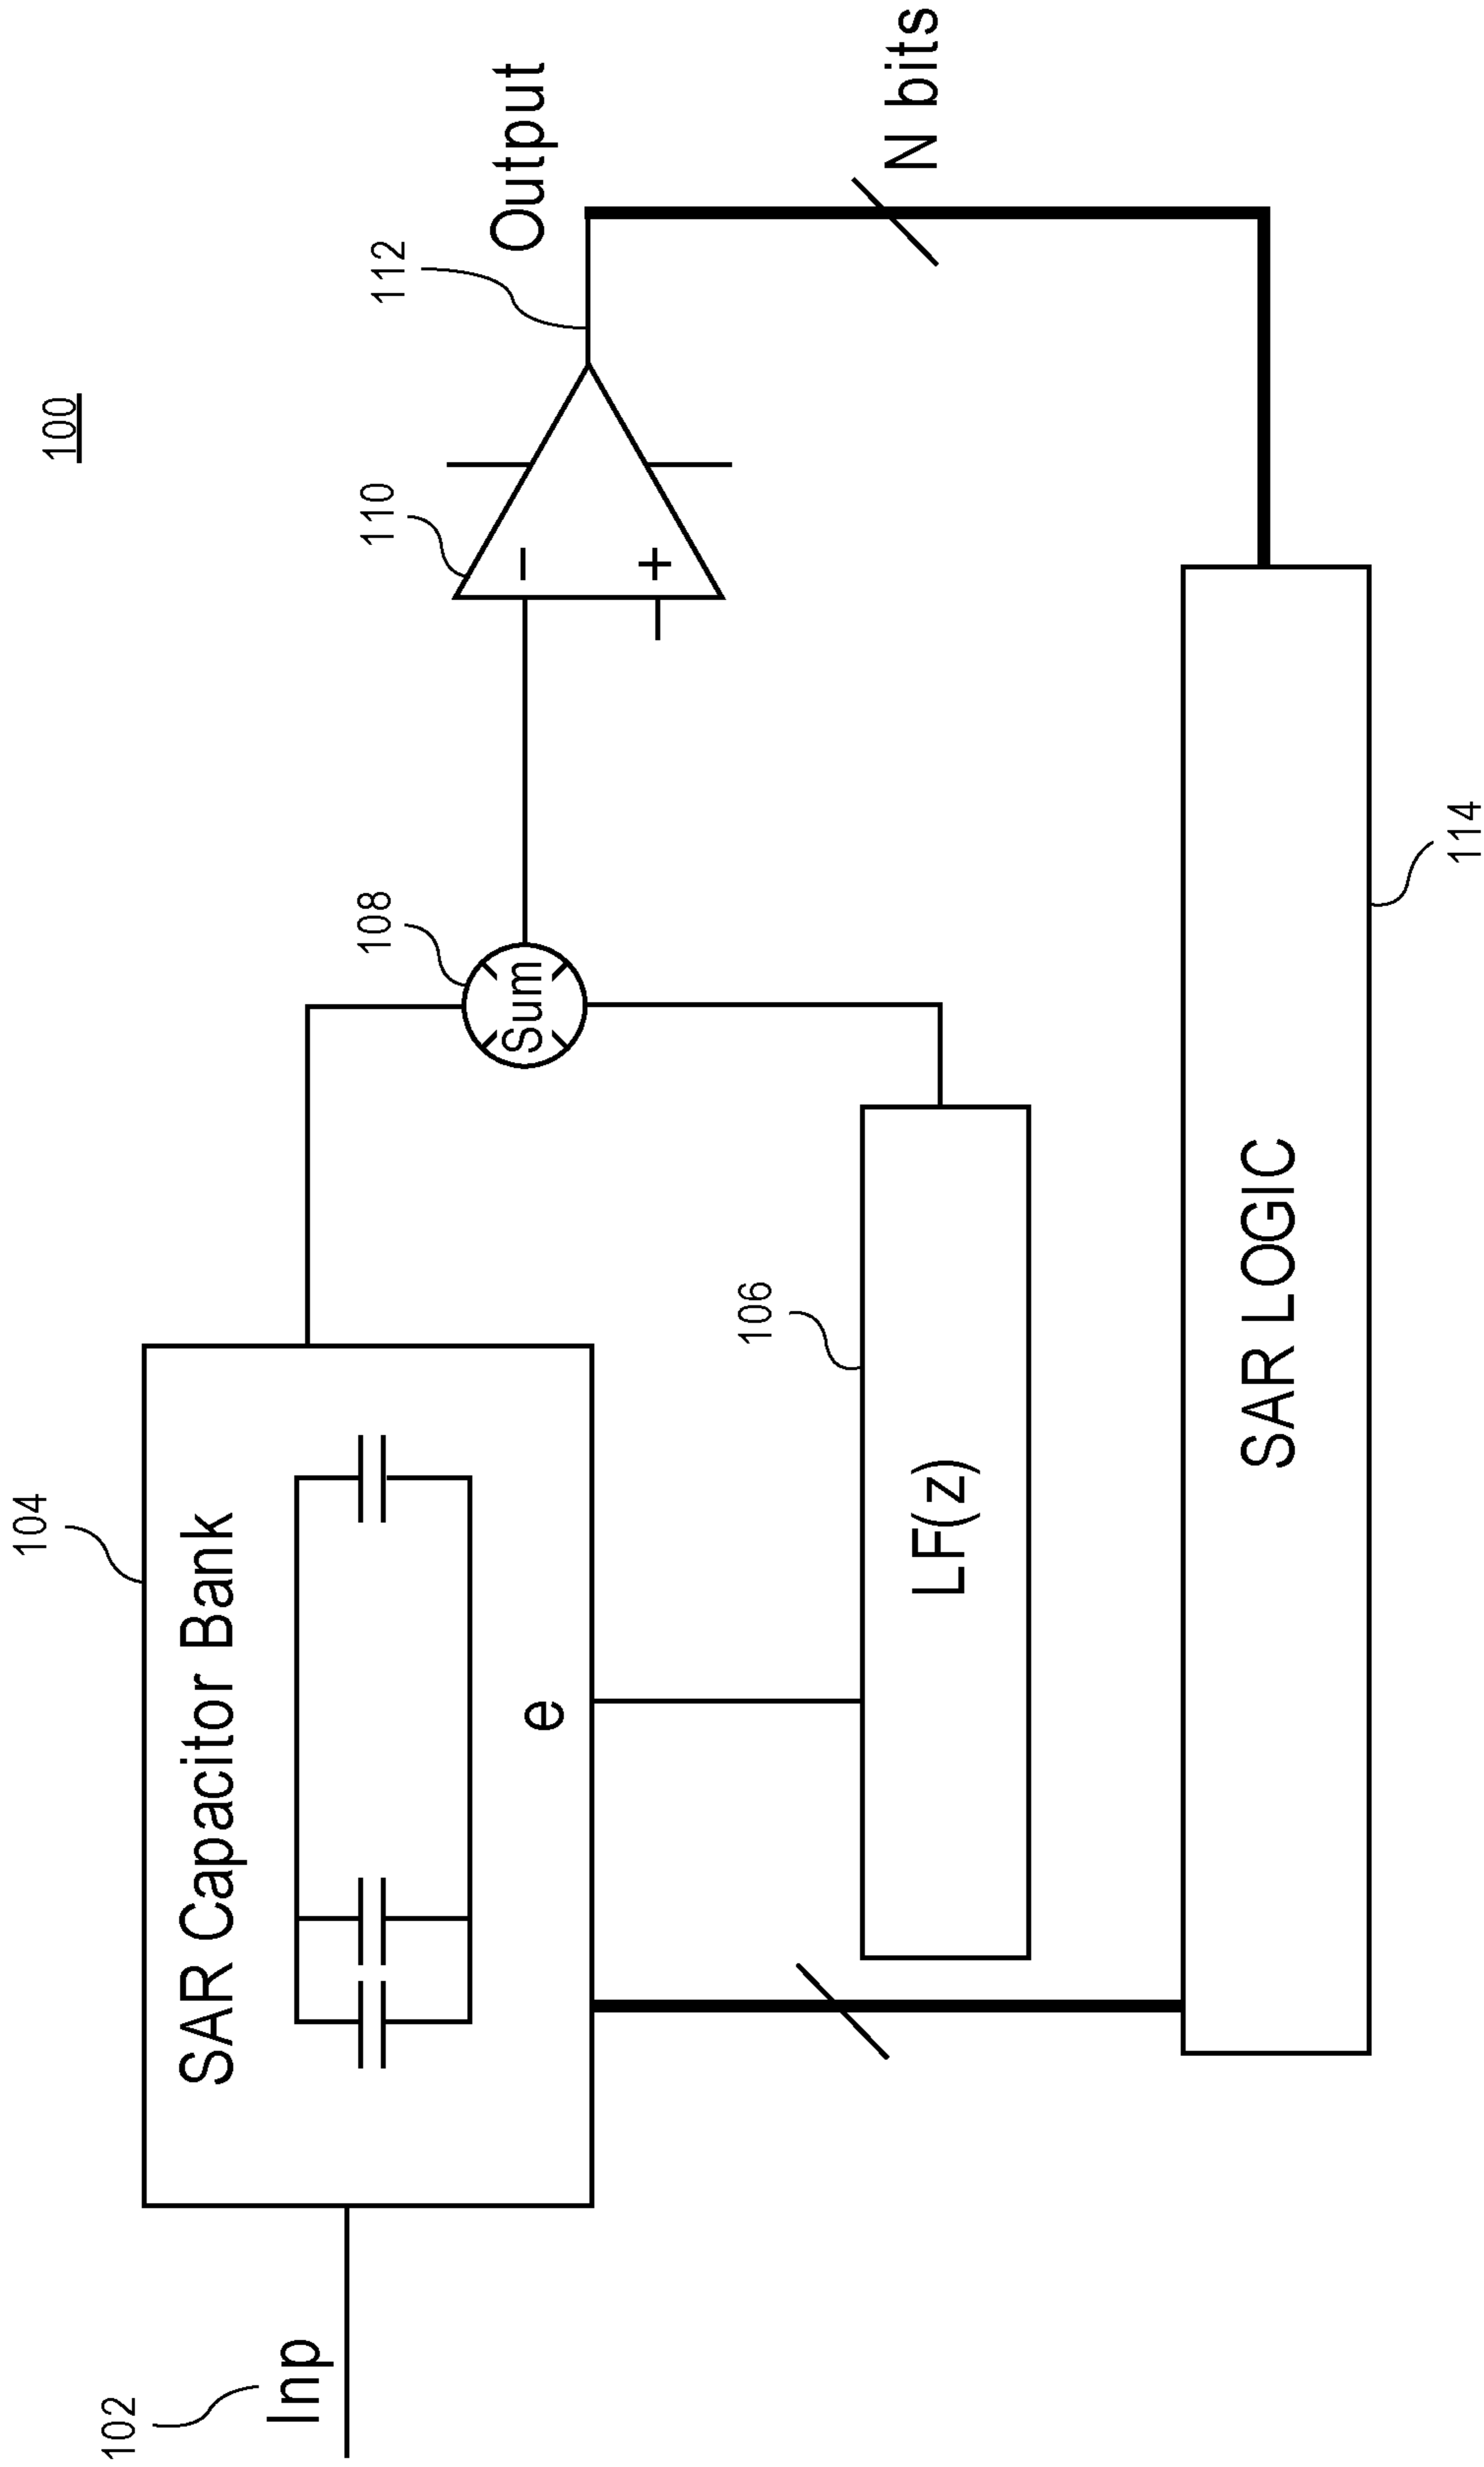 100
104
SAR Capacitor Bank
e
102
Inp
108
Sum
110
−
+
112
Output
N bits
106
LF(z)
SAR LOGIC
114